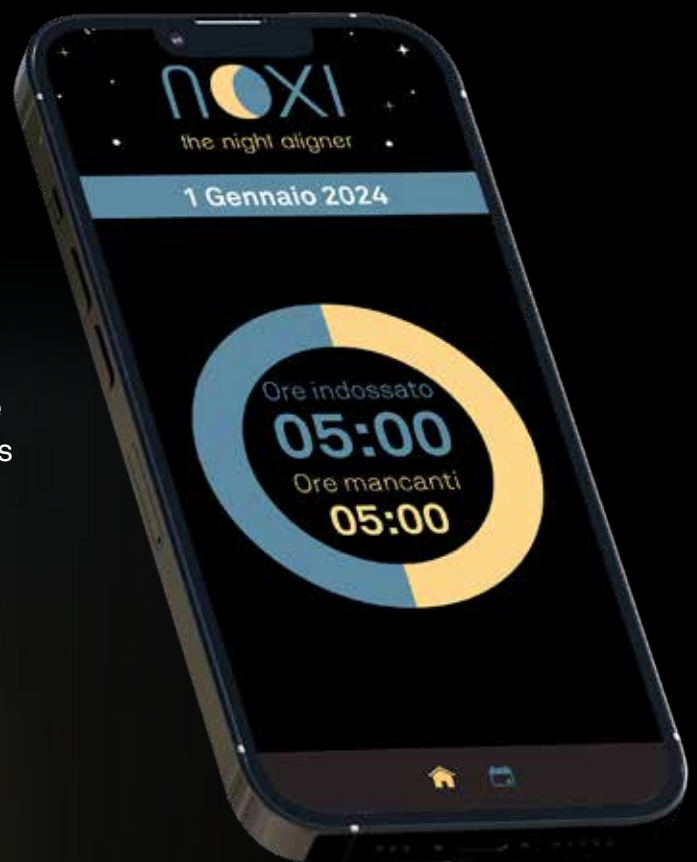 NOXI
the night aligner
1 Gennaio 2024
Ore indossato
05:00
Ore mancanti
05:00
s